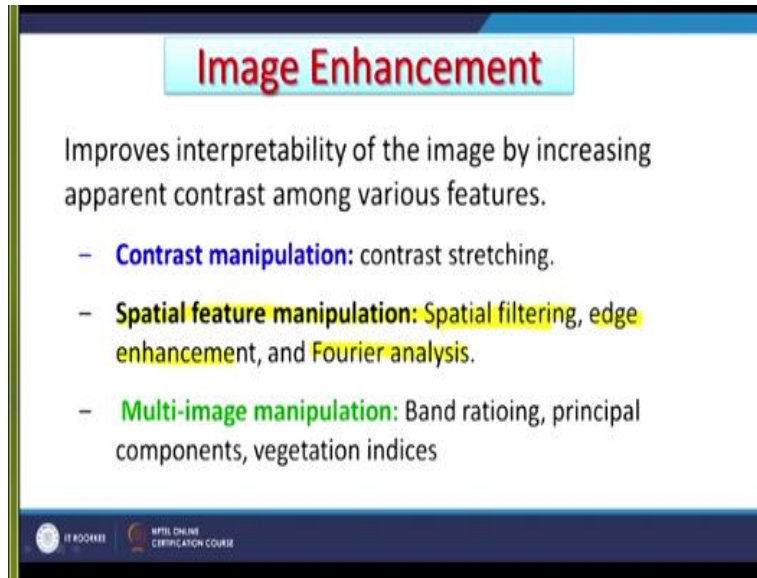 Image Enhancement
Improves interpretability of the image by increasing
apparent contrast among various features.
– Contrast manipulation: contrast stretching.
– Spatial feature manipulation: Spatial filtering, edge
enhancement, and Fourier analysis.
– Multi-image manipulation: Band ratioing, principal
components, vegetation indices
IIT ROORKEE
NPTEL ONLINE
CERTIFICATION COURSE